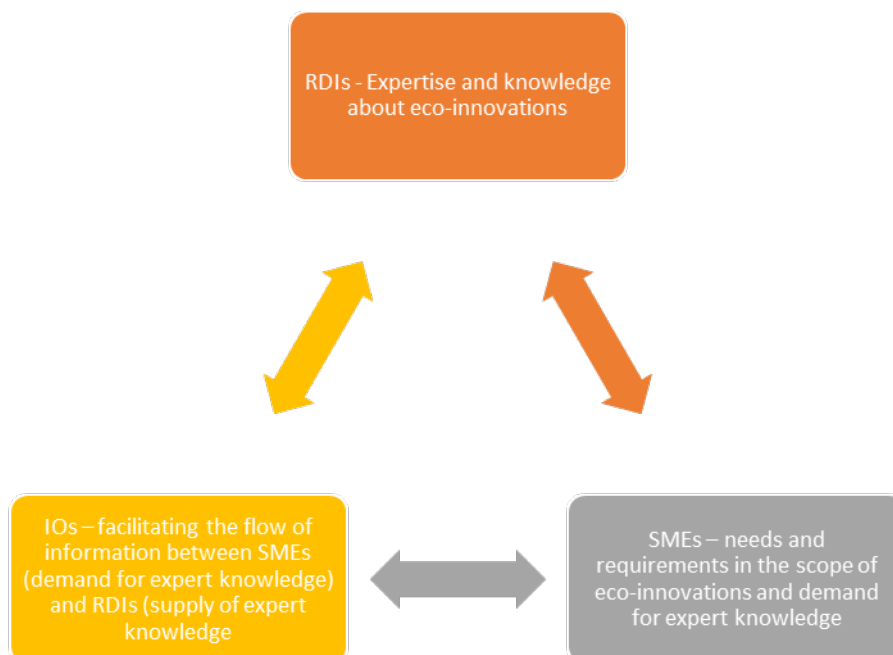 RDIs - Expertise and knowledge
about eco-innovations
IOs – facilitating the flow of
information between SMEs
(demand for expert knowledge)
and RDIs (supply of expert
knowledge
SMEs – needs and
requirements in the scope of
eco-innovations and demand
for expert knowledge